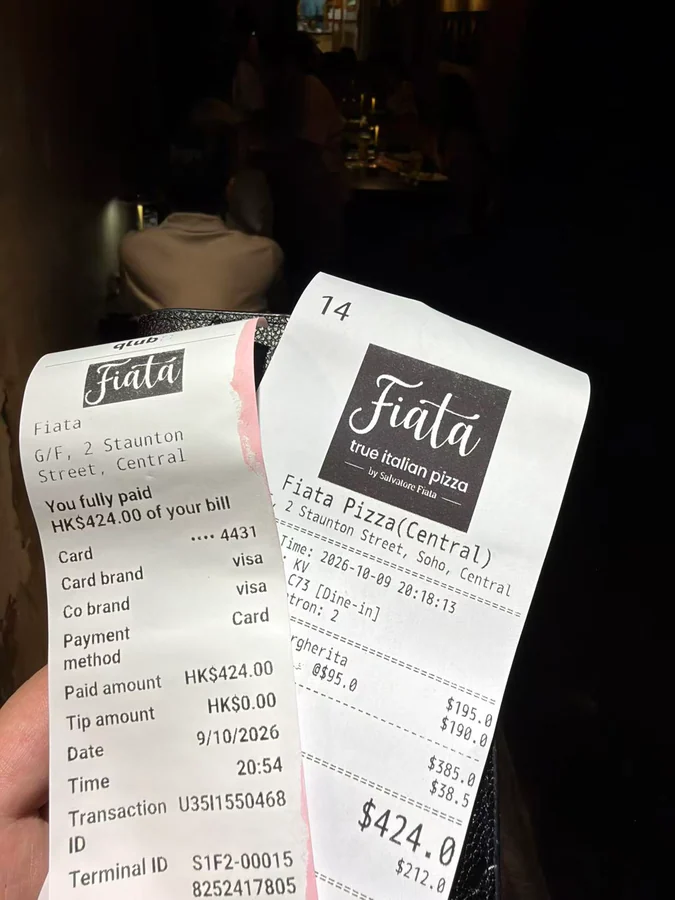 qlub
Fiata
Fiata
G/F, 2 Staunton
Street, Central
You fully paid
HK$424.00 of your bill
Card •••• 4431
Card brand visa
Co brand visa
Payment method Card
Paid amount HK$424.00
Tip amount HK$0.00
Date 9/10/2026
Time 20:54
Transaction ID U35I1550468
Terminal ID S1F2-00015
8252417805
14
Fiata
true italian pizza
by Salvatore Fiata
Fiata Pizza(Central)
, 2 Staunton Street, Soho, Central
Time: 2026-10-09 20:18:13
: KV
C73 [Dine-in]
tron: 2
rgherita
$195.0
@$95.0 $190.0
$385.0
$38.5
$424.0
$212.0